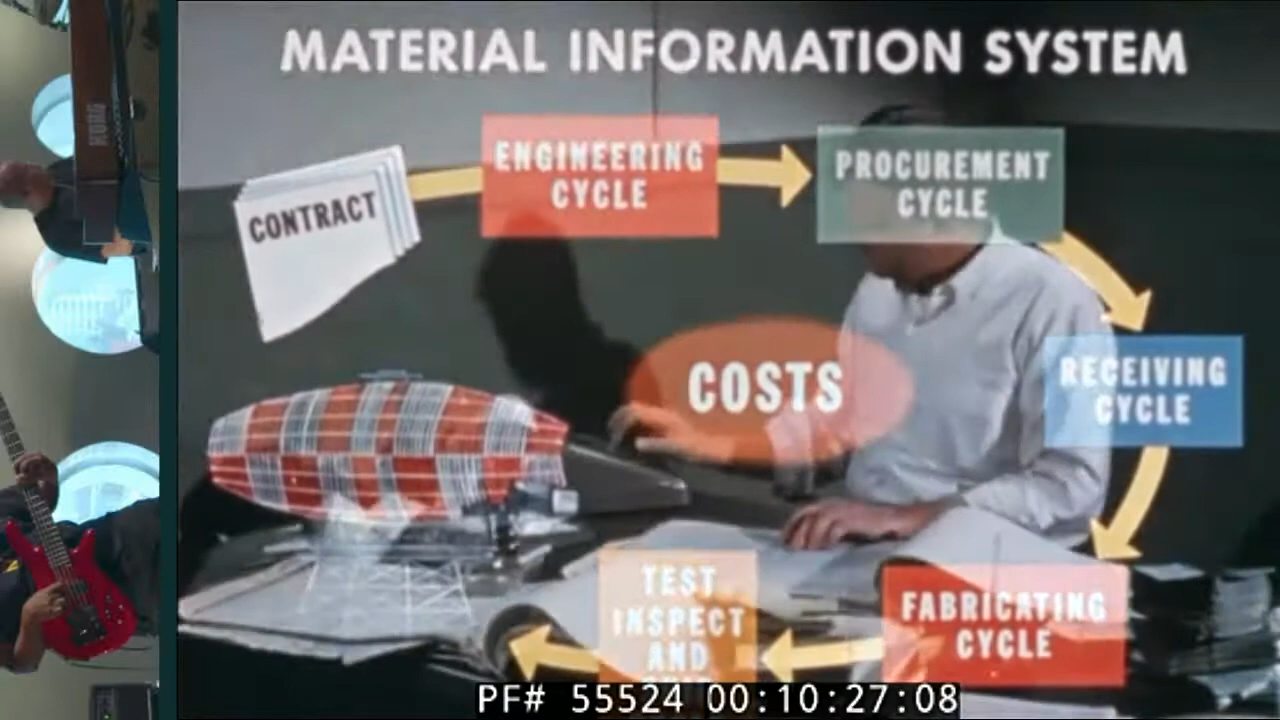 MATERIAL INFORMATION SYSTEM
CONTRACT
ENGINEERING
CYCLE
PROCUREMENT
CYCLE
RECEIVING
CYCLE
COSTS
FABRICATING
CYCLE
TEST
INSPECT
AND
PF# 55524 00:10:27:08
KORG